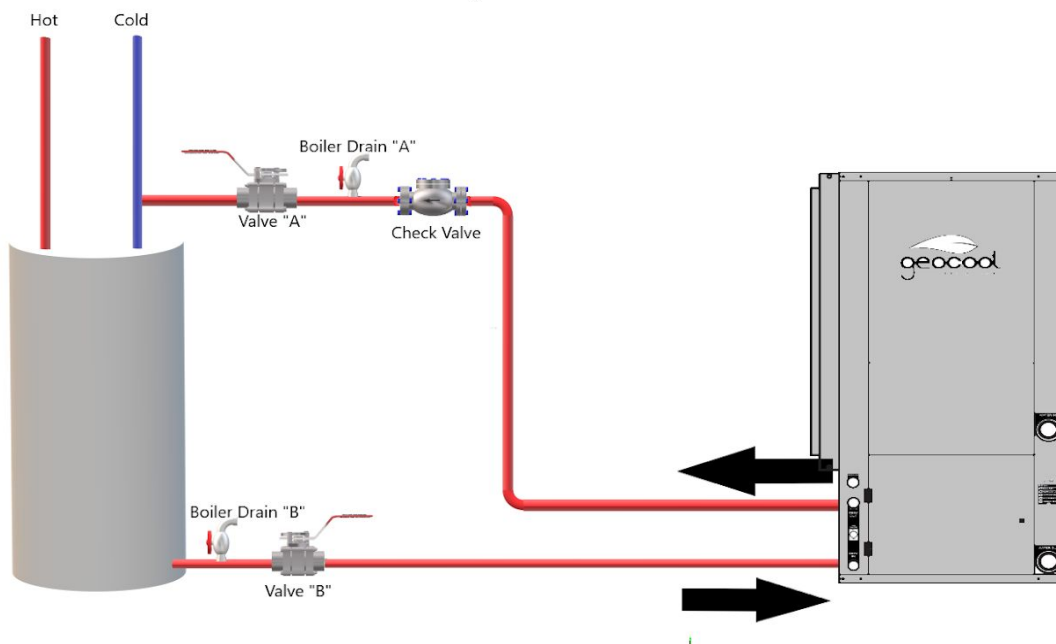 Hot
Cold
Boiler Drain "A"
Valve "A"
Check Valve
geocool
Boiler Drain "B"
Valve "B"